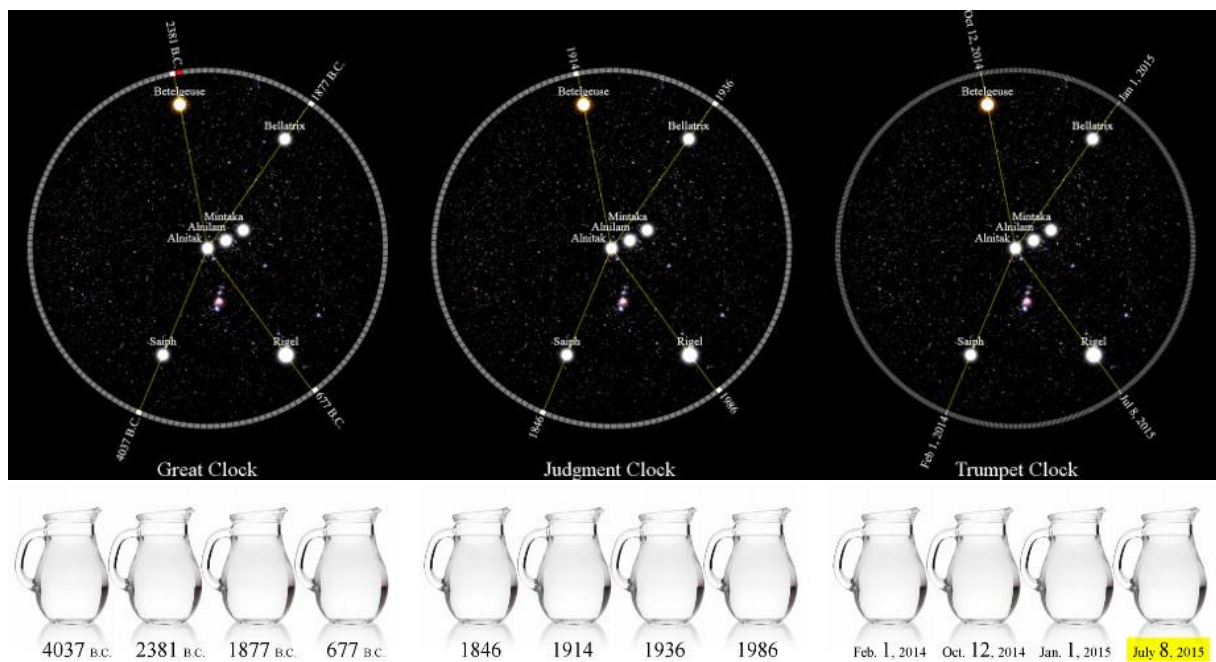 2381 B.C.
1877 B.C.
Betelgeuse
Bellatrix
Mintaka
Alnilam
Alnitak
Saiph
Rigel
4037 B.C.
677 B.C.
Great Clock
1914
1936
Betelgeuse
Bellatrix
Mintaka
Alnilam
Alnitak
Saiph
Rigel
1846
1986
Judgment Clock
Oct 12, 2014
Jan 1, 2015
Betelgeuse
Bellatrix
Mintaka
Alnilam
Alnitak
Saiph
Rigel
Feb 1, 2014
Jul 8, 2015
Trumpet Clock
4037 B.C. 2381 B.C. 1877 B.C. 677 B.C. 1846 1914 1936 1986 Feb. 1, 2014 Oct. 12, 2014 Jan. 1, 2015 July 8, 2015